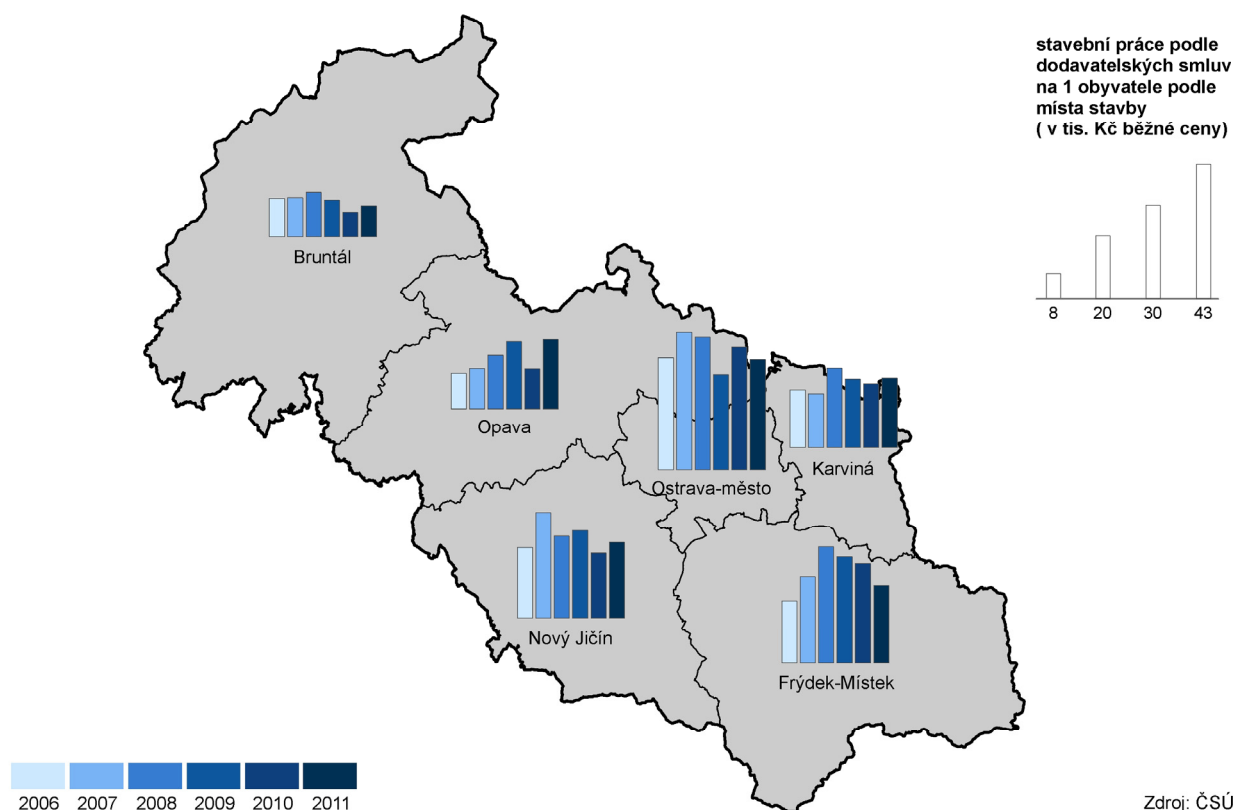 stavební práce podle
dodavatelských smluv
na 1 obyvatele podle
místa stavby
( v tis. Kč běžné ceny)
8 20 30 43
Bruntál
Opava
Ostrava-město
Karviná
Nový Jičín
Frýdek-Místek
2006 2007 2008 2009 2010 2011
Zdroj: ČSÚ